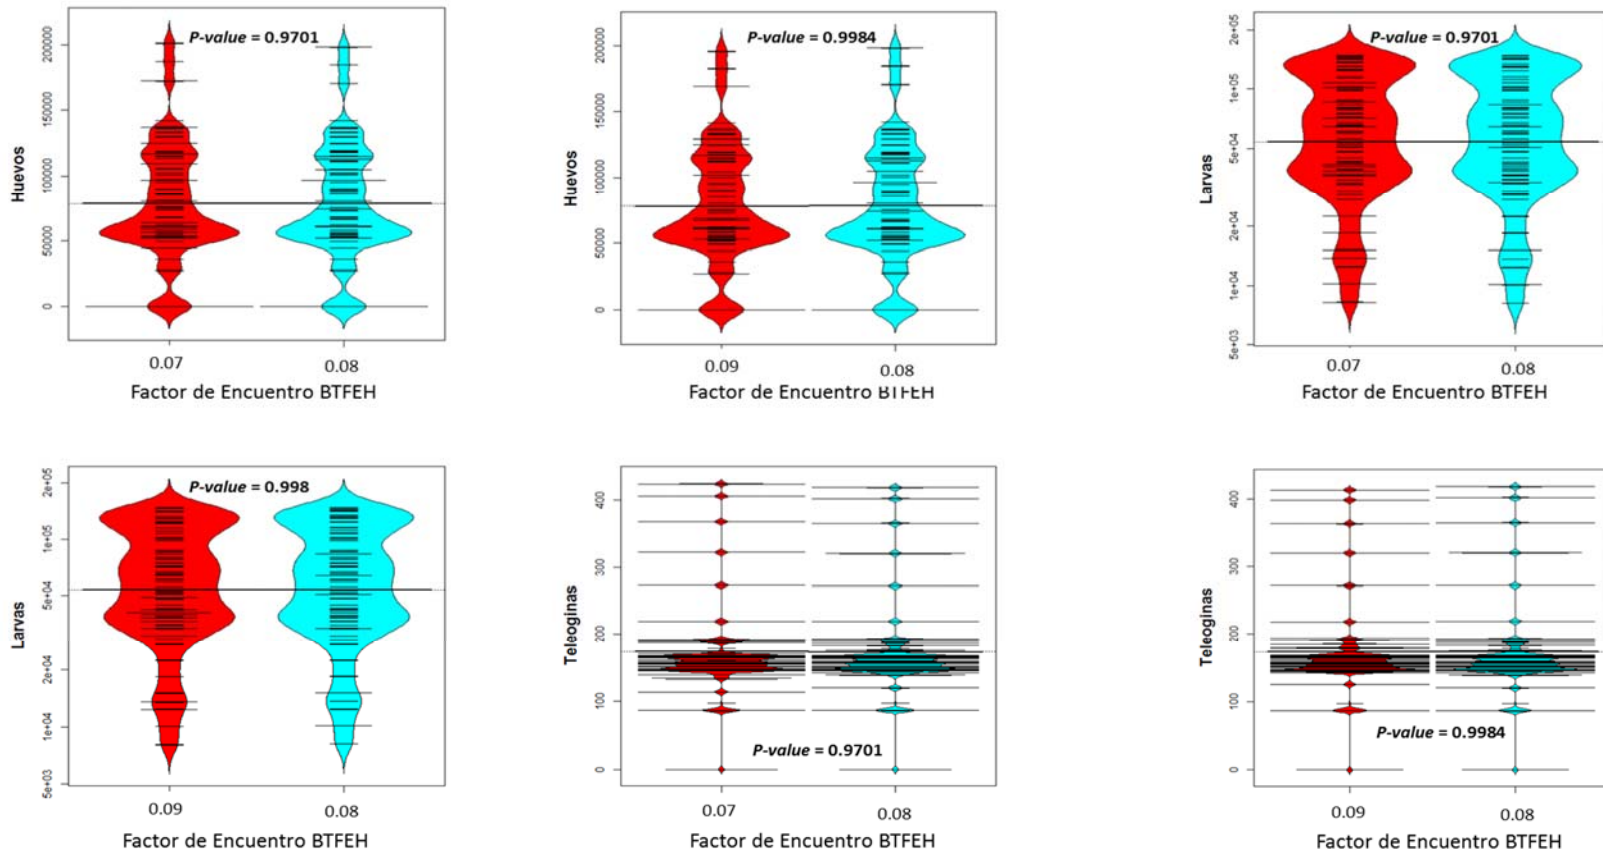 P-value = 0.9701
Huevos
200000
150000
100000
50000
0
0.07
0.08
Factor de Encuentro BTFEH
P-value = 0.9984
Huevos
200000
150000
100000
50000
0
0.09
0.08
Factor de Encuentro BTFEH
P-value = 0.9701
Larvas
2e+05
1e+05
5e+04
2e+04
1e+04
5e+03
0.07
0.08
Factor de Encuentro BTFEH
P-value = 0.998
Larvas
2e+05
1e+05
5e+04
2e+04
1e+04
5e+03
0.09
0.08
Factor de Encuentro BTFEH
Teleoginas
400
300
200
100
0
P-value = 0.9701
0.07
0.08
Factor de Encuentro BTFEH
Teleoginas
400
300
200
100
0
P-value = 0.9984
0.09
0.08
Factor de Encuentro BTFEH